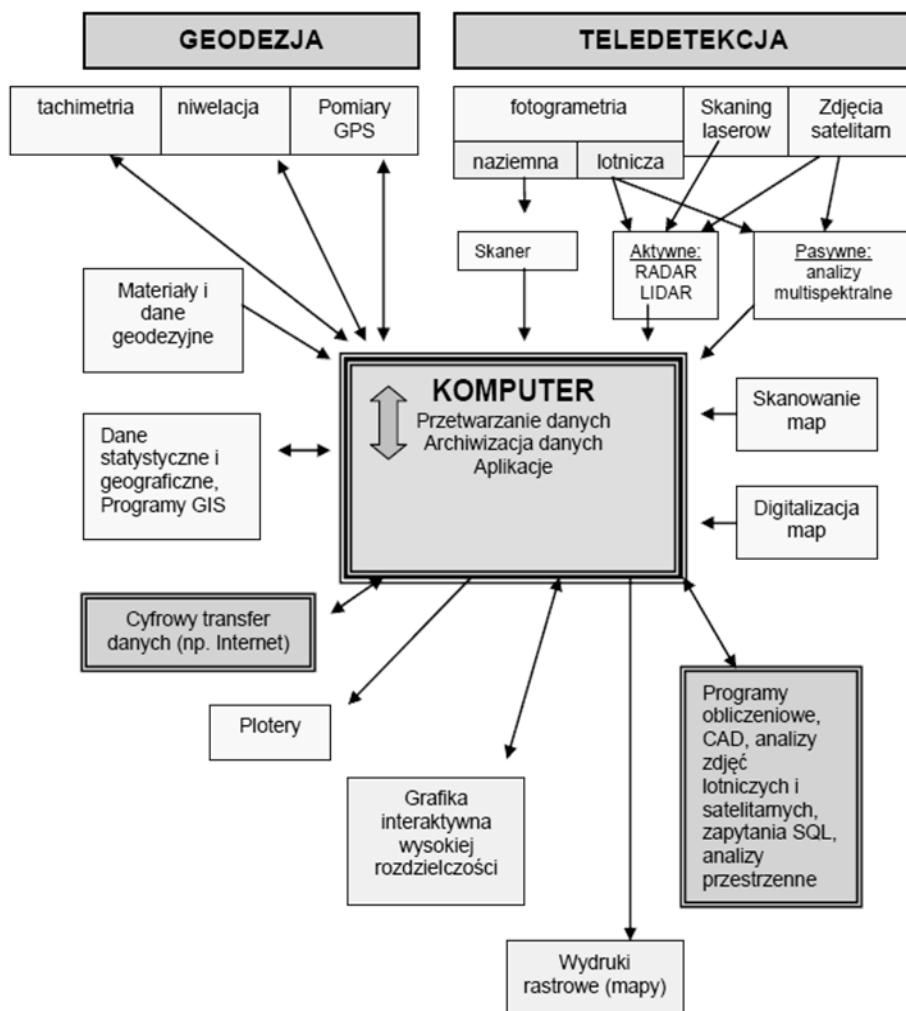 GEODEZJA
TELEDETEKCJA
tachimetria
niwelacja
Pomiary
GPS
fotogrametria
Skaning
laserow
Zdjęcia
satelitarn
naziemna
lotnicza
Skaner
Aktywne:
RADAR
LIDAR
Pasywne:
analizy
multispektralne
Materiały i
dane
geodezyjne
KOMPUTER
Przetwarzanie danych
Archiwizacja danych
Aplikacje
Skanowanie
map
Dane
statystyczne i
geograficzne,
Programy GIS
Digitalizacja
map
Cyfrowy transfer
danych (np. Internet)
Programy
obliczeniowe,
CAD, analizy
zdjęć
lotniczych i
satelitarnych,
zapytania SQL,
analizy
przestrzenne
Plotery
Grafika
interaktywna
wysokiej
rozdzielczości
Wydruki
rastrowe (mapy)